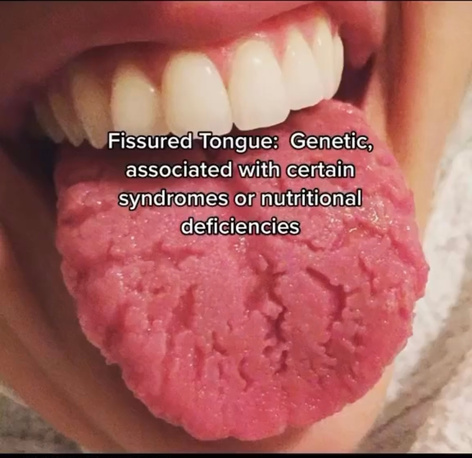 Fissured Tongue:  Genetic,
associated with certain
syndromes or nutritional
deficiencies